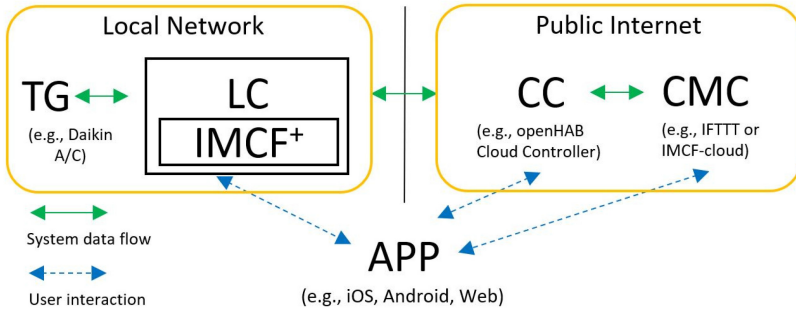 Local Network
Public Internet
TG
LC
CC
CMC
(e.g., Daikin
A/C)
IMCF+
(e.g., openHAB
Cloud Controller)
(e.g., IFTTT or
IMCF-cloud)
System data flow
APP
User interaction
(e.g., iOS, Android, Web)